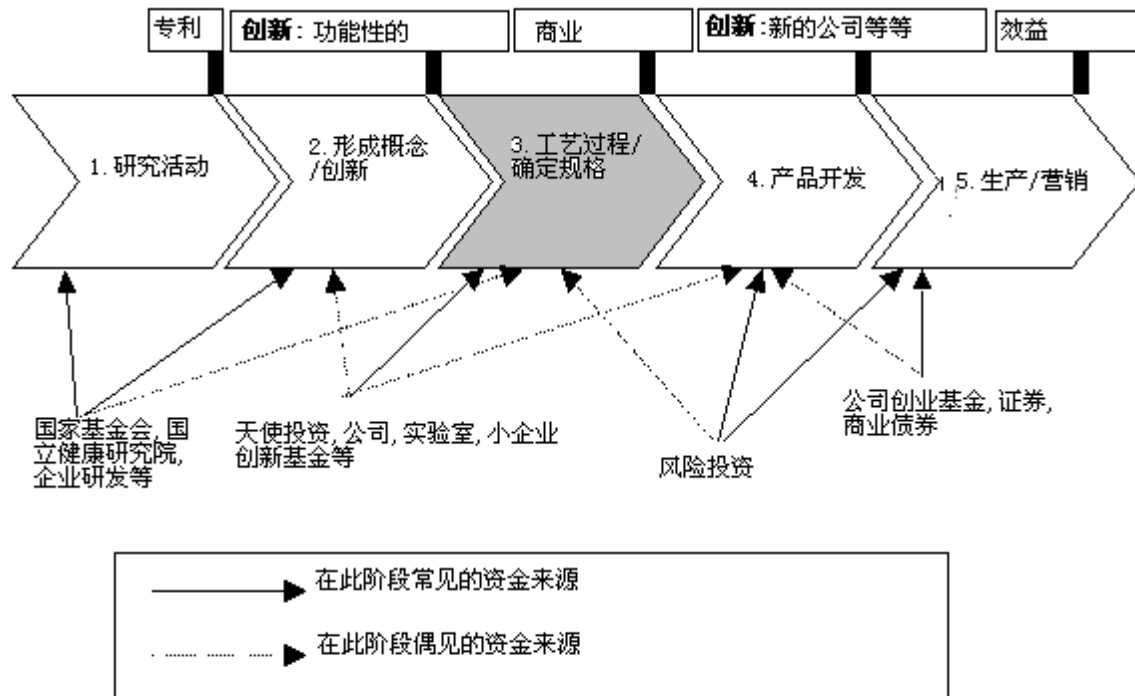 专利
创新: 功能性的
商业
创新:新的公司等等
效益
1. 研究活动
2. 形成概念
/创新
3. 工艺过程/
确定规格
4. 产品开发
5. 生产/营销
国家基金会, 国
立健康研究院,
企业研发等
天使投资, 公司, 实验室, 小企业
创新基金等
风险投资
公司创业基金, 证券,
商业债券
在此阶段常见的资金来源
在此阶段偶见的资金来源